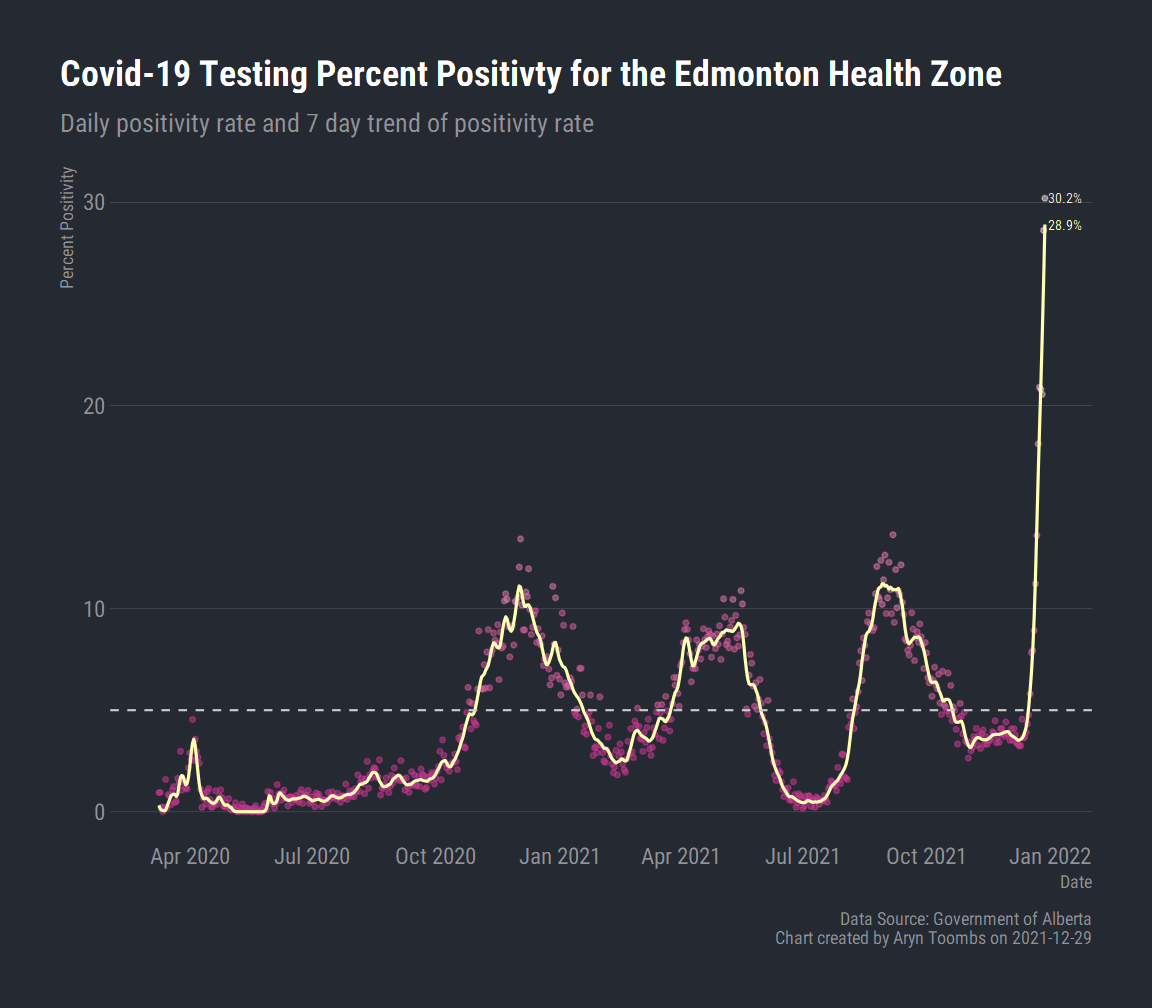 Covid-19 Testing Percent Positivty for the Edmonton Health Zone
Daily positivity rate and 7 day trend of positivity rate
Percent Positivity
30
30.2%
28.9%
20
10
0
Apr 2020 Jul 2020 Oct 2020 Jan 2021 Apr 2021 Jul 2021 Oct 2021 Jan 2022
Date
Data Source: Government of Alberta
Chart created by Aryn Toombs on 2021-12-29